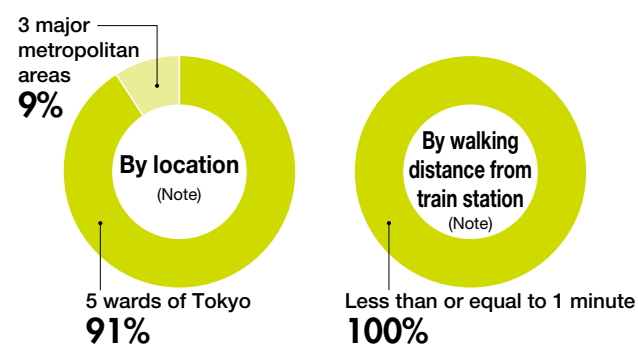 3 major
metropolitan
areas
9%
By location
(Note)
5 wards of Tokyo
91%
By walking
distance from
train station
(Note)
Less than or equal to 1 minute
100%